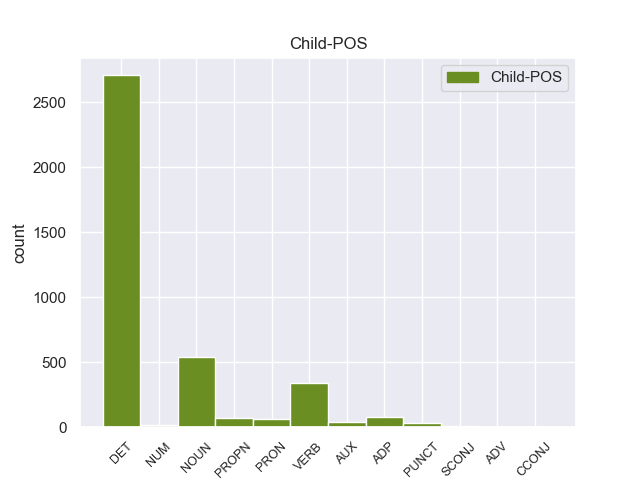 Child-POS
Child-POS
2500
2000
1500
1000
500
0
count
DET
NUM
NOUN
PROPN
PRON
VERB
AUX
ADP
PUNCT
SCONJ
ADV
CCONJ